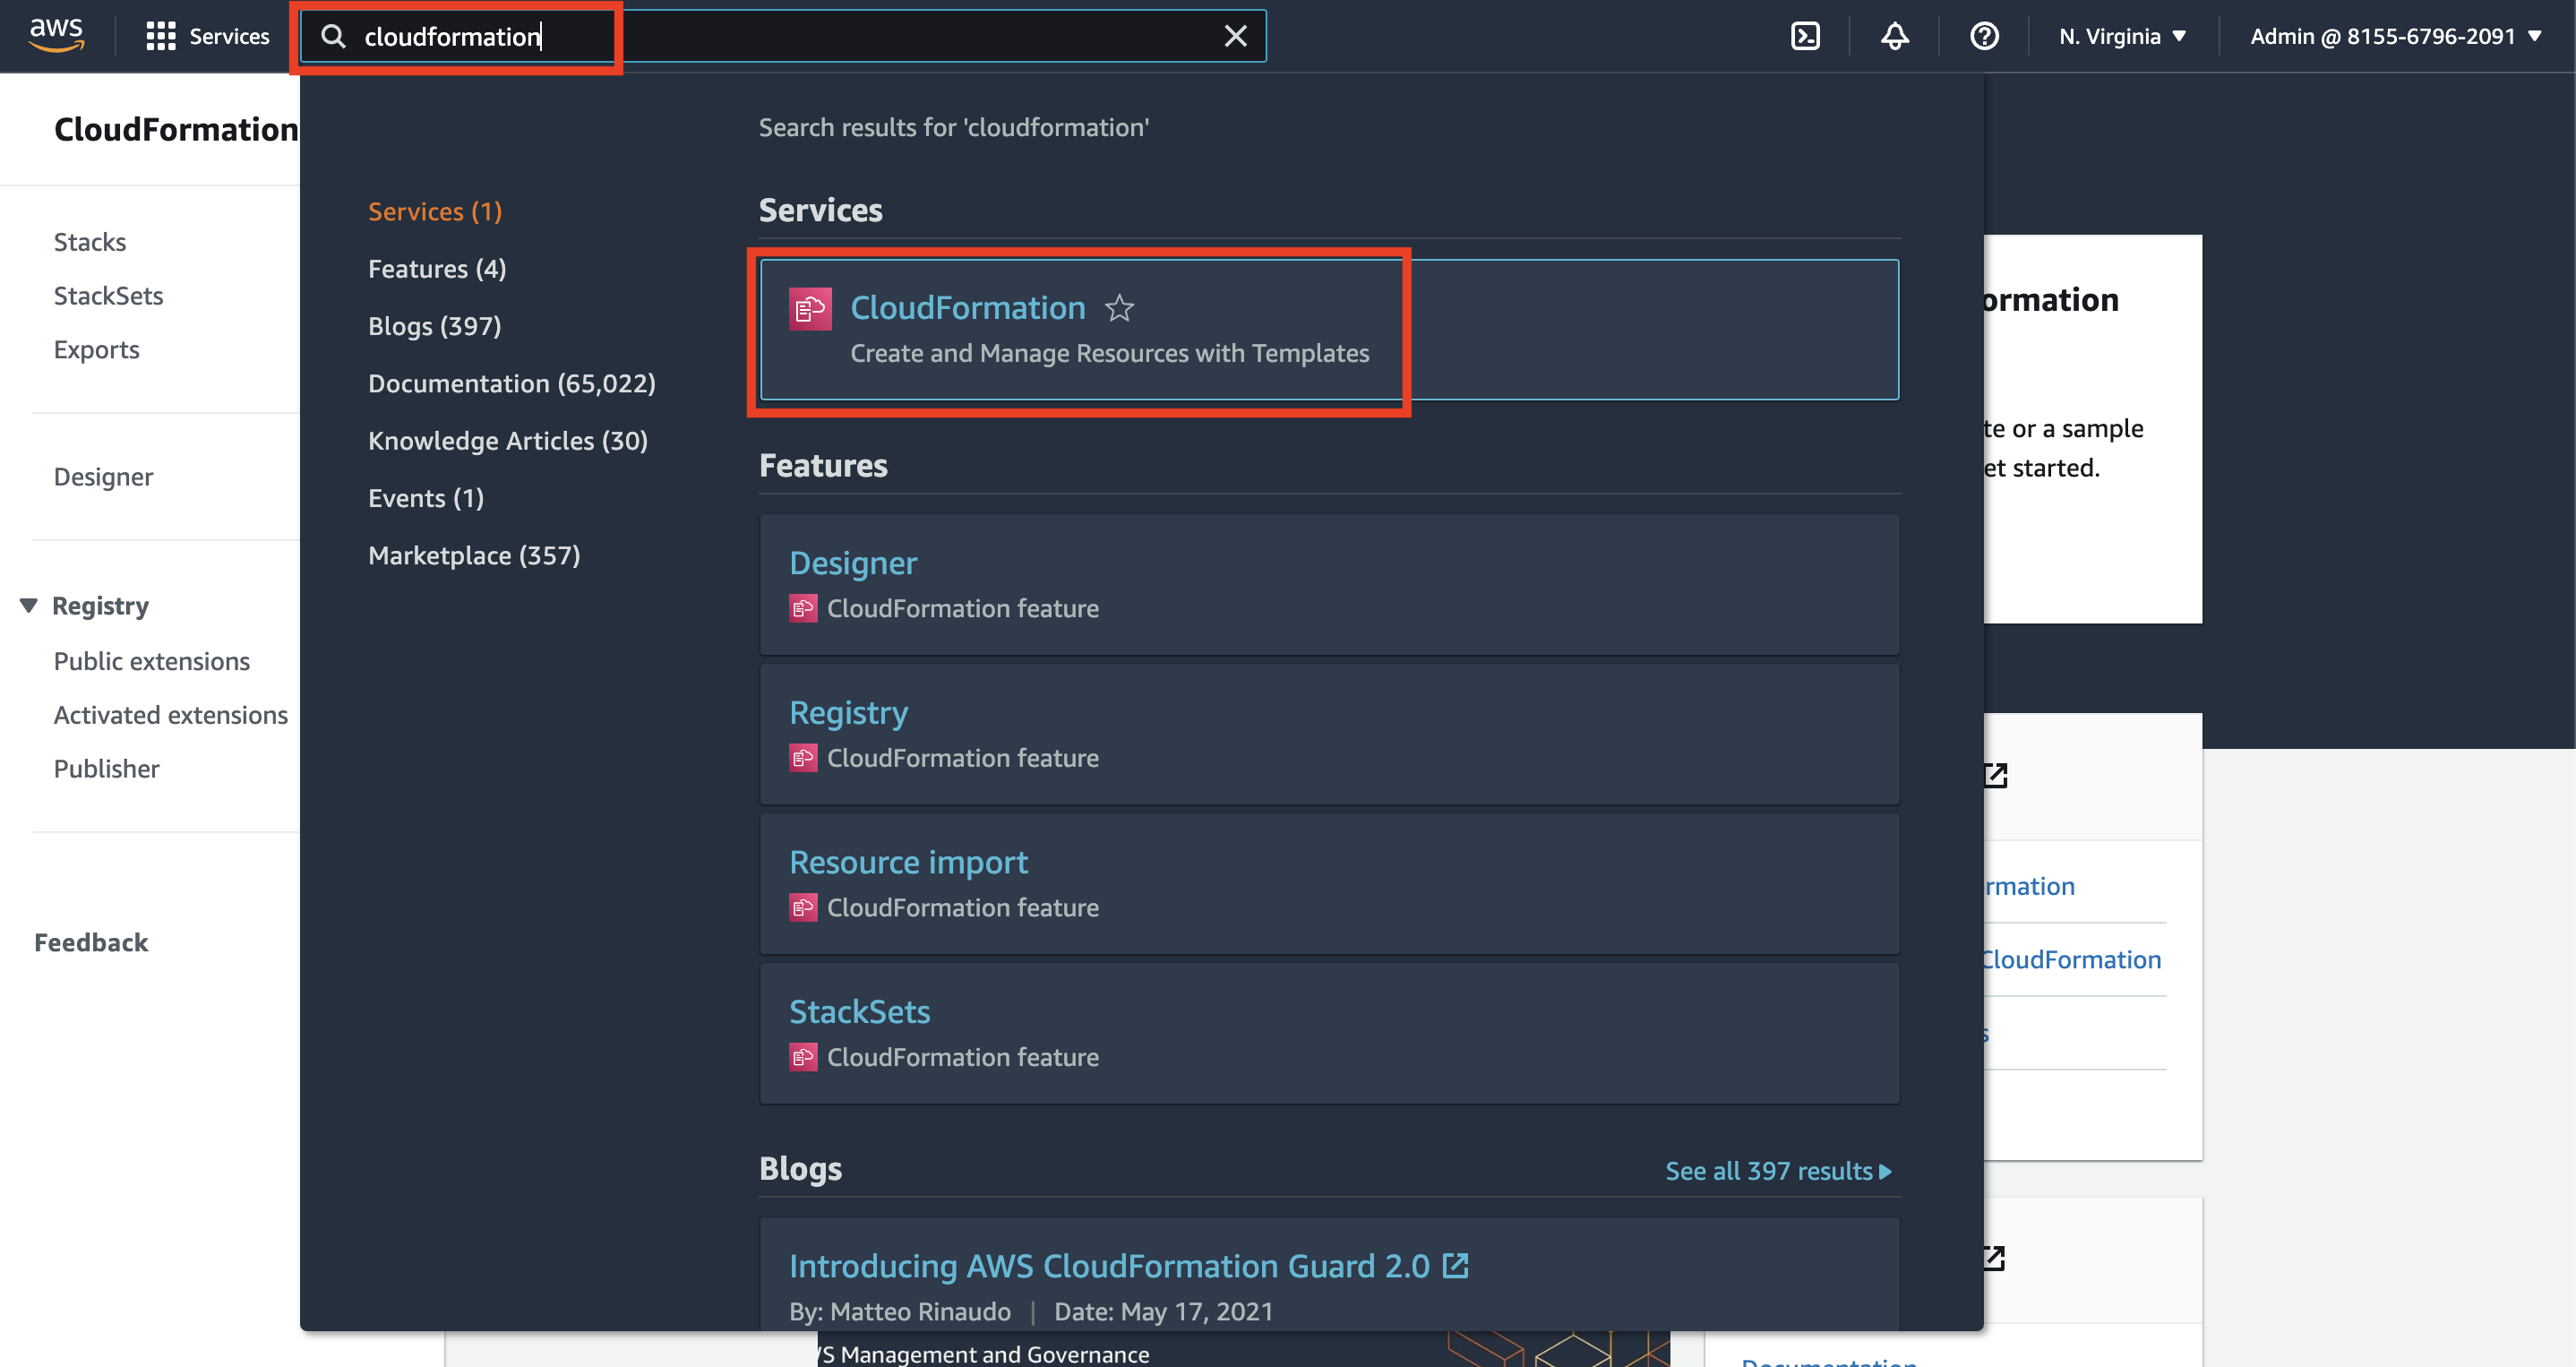 aws
Services
cloudformation
N. Virginia
Admin @ 8155-6796-2091
CloudFormation
Stacks
StackSets
Exports
Designer
Registry
Public extensions
Activated extensions
Publisher
Feedback
Search results for 'cloudformation'
Services (1)
Features (4)
Blogs (397)
Documentation (65,022)
Knowledge Articles (30)
Events (1)
Marketplace (357)
Services
CloudFormation
Create and Manage Resources with Templates
Features
Designer
CloudFormation feature
Registry
CloudFormation feature
Resource import
CloudFormation feature
StackSets
CloudFormation feature
Blogs
See all 397 results
Introducing AWS CloudFormation Guard 2.0
By: Matteo Rinaudo | Date: May 17, 2021
Management and Governance
ormation
te or a sample
et started.
rmation
CloudFormation
s
Documentation